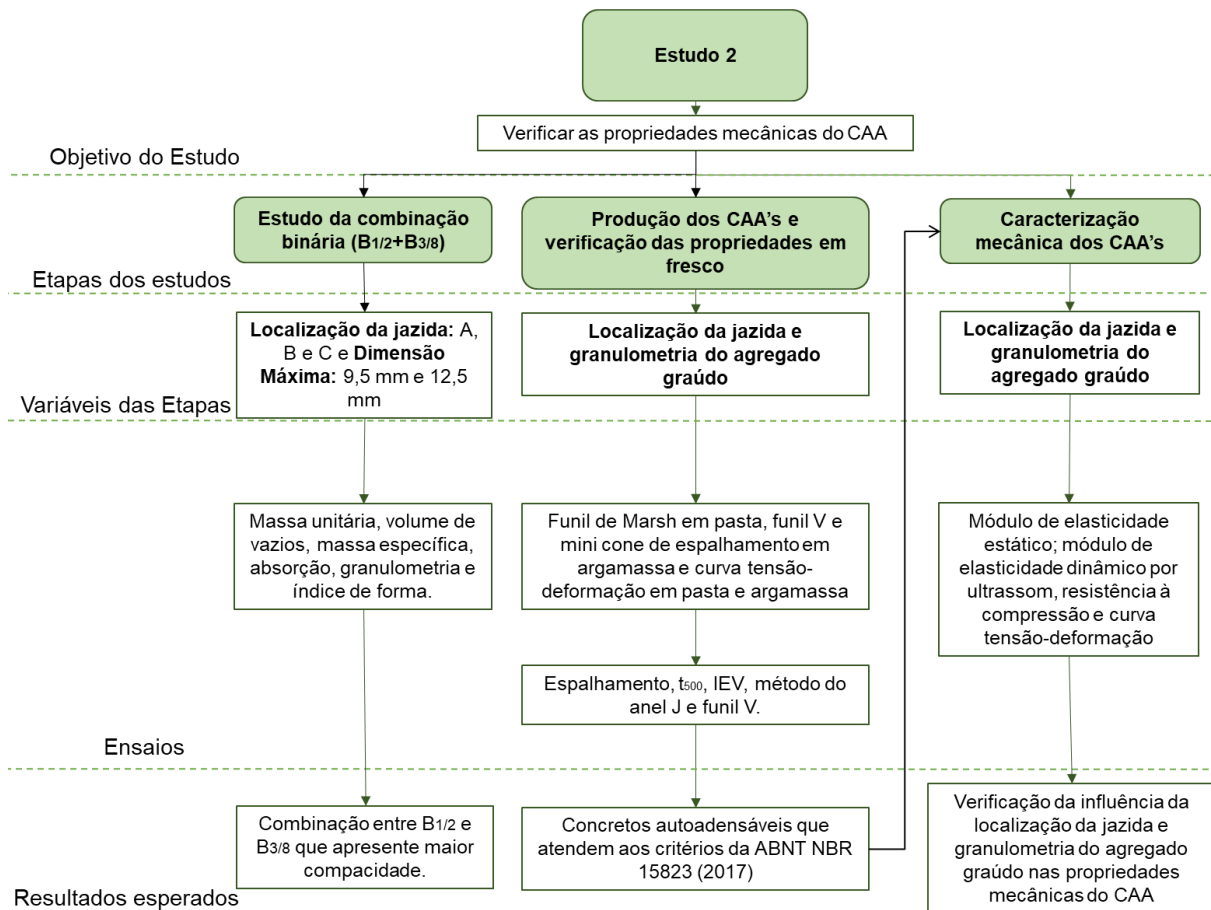 Estudo 2
Verificar as propriedades mecânicas do CAA
Objetivo do Estudo
Estudo da combinação
binária (B1/2+B3/8)
Produção dos CAA's e
verificação das propriedades em
fresco
Caracterização
mecânica dos CAA's
Etapas dos estudos
Localização da jazida: A,
B e C e Dimensão
Máxima: 9,5 mm e 12,5
mm
Localização da jazida e
granulometria do agregado
graúdo
Localização da jazida e
granulometria do
agregado graúdo
Variáveis das Etapas
Massa unitária, volume de
vazios, massa específica,
absorção, granulometria e
índice de forma.
Funil de Marsh em pasta, funil V e
mini cone de espalhamento em
argamassa e curva tensão-
deformação em pasta e argamassa
Módulo de elasticidade
estático; módulo de
elasticidade dinâmico por
ultrassom, resistência à
compressão e curva
tensão-deformação
Espalhamento, t500, IEV, método do
anel J e funil V.
Ensaios
Combinação entre B1/2 e
B3/8 que apresente maior
compacidade.
Concretos autoadensáveis que
atendem aos critérios da ABNT NBR
15823 (2017)
Verificação da influência da
localização da jazida e
granulometria do agregado
graúdo nas propriedades
mecânicas do CAA
Resultados esperados